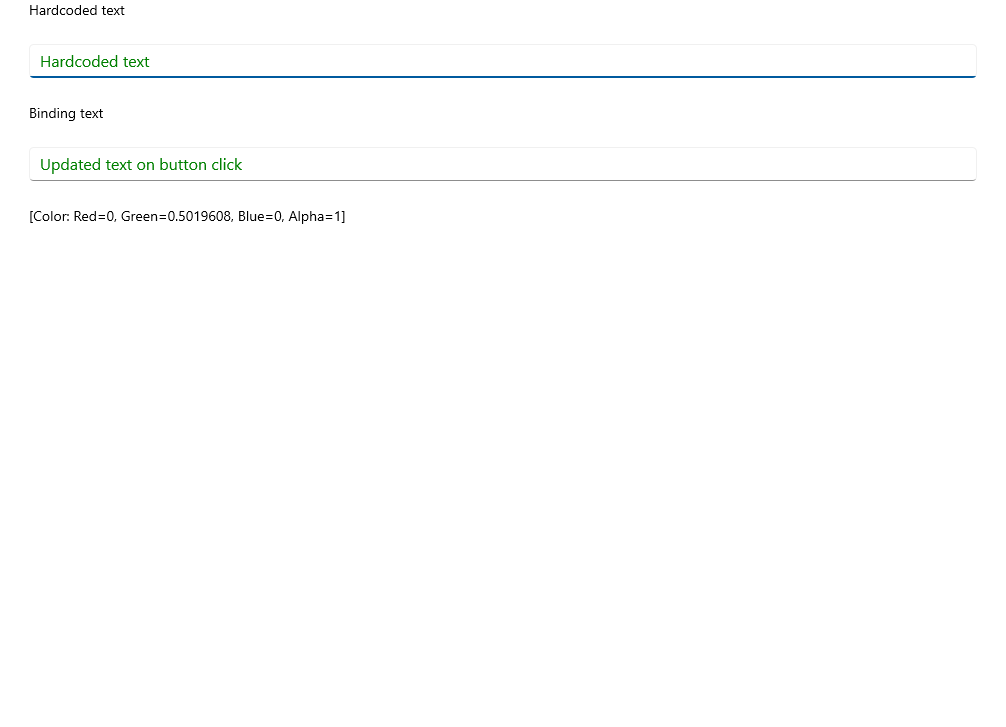 Hardcoded text
Hardcoded text
Binding text
Updated text on button click
[Color: Red=0, Green=0.5019608, Blue=0, Alpha=1]